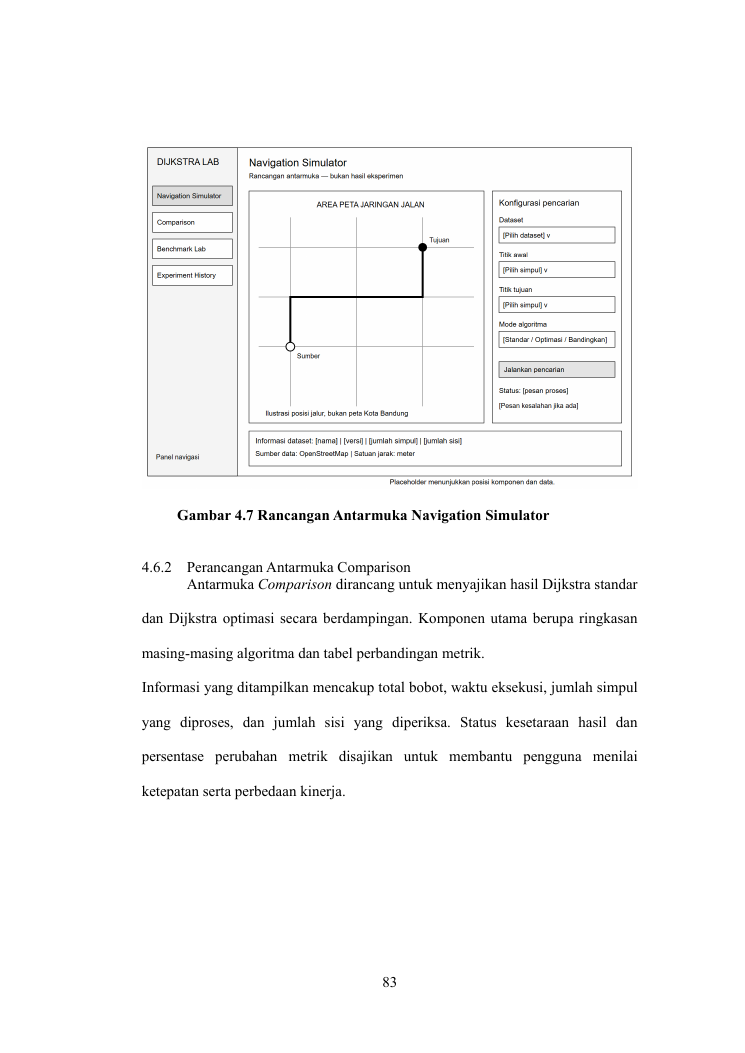 DIJKSTRA LAB
Navigation Simulator
Comparison
Benchmark Lab
Experiment History
Panel navigasi
Navigation Simulator
Rancangan antarmuka — bukan hasil eksperimen
AREA PETA JARINGAN JALAN
Tujuan
Sumber
Ilustrasi posisi jalur, bukan peta Kota Bandung
Konfigurasi pencarian
Dataset
[Pilih dataset] v
Titik awal
[Pilih simpul] v
Titik tujuan
[Pilih simpul] v
Mode algoritma
[Standar / Optimasi / Bandingkan]
Jalankan pencarian
Status: [pesan proses]
[Pesan kesalahan jika ada]
Informasi dataset: [nama] | [versi] | [jumlah simpul] | [jumlah sisi]
Sumber data: OpenStreetMap | Satuan jarak: meter
Placeholder menunjukkan posisi komponen dan data.
Gambar 4.7 Rancangan Antarmuka Navigation Simulator
4.6.2 Perancangan Antarmuka Comparison
Antarmuka Comparison dirancang untuk menyajikan hasil Dijkstra standar
dan Dijkstra optimasi secara berdampingan. Komponen utama berupa ringkasan
masing-masing algoritma dan tabel perbandingan metrik.
Informasi yang ditampilkan mencakup total bobot, waktu eksekusi, jumlah simpul
yang diproses, dan jumlah sisi yang diperiksa. Status kesetaraan hasil dan
persentase perubahan metrik disajikan untuk membantu pengguna menilai
ketepatan serta perbedaan kinerja.
83